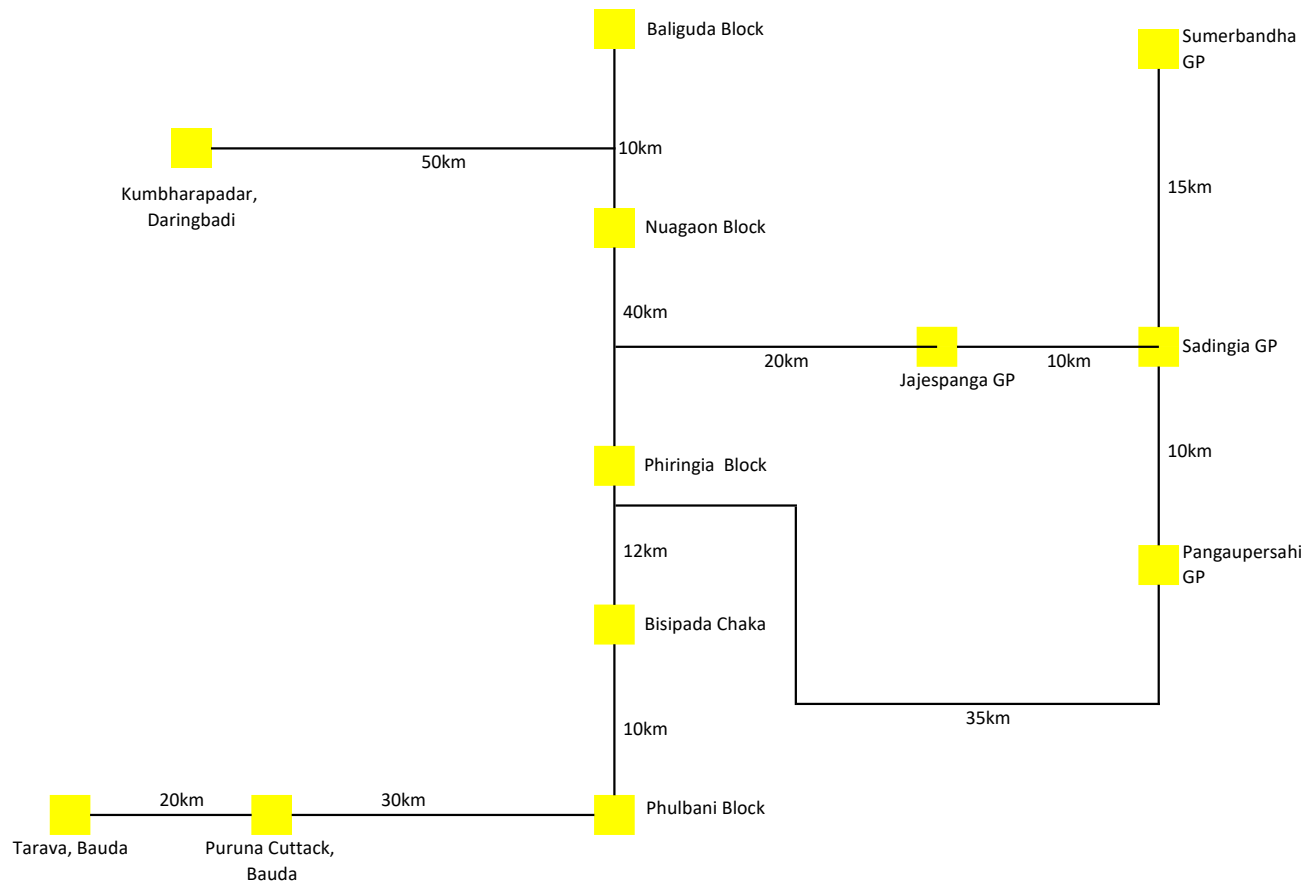 Baliguda Block
Sumerbandha
GP
50km
10km
Kumbharapadar,
Daringbadi
15km
Nuagaon Block
40km
20km
10km
Sadingia GP
Jajespanga GP
10km
Phiringia  Block
12km
Pangaupersahi
GP
Bisipada Chaka
35km
10km
20km
30km
Phulbani Block
Tarava, Bauda
Puruna Cuttack,
Bauda